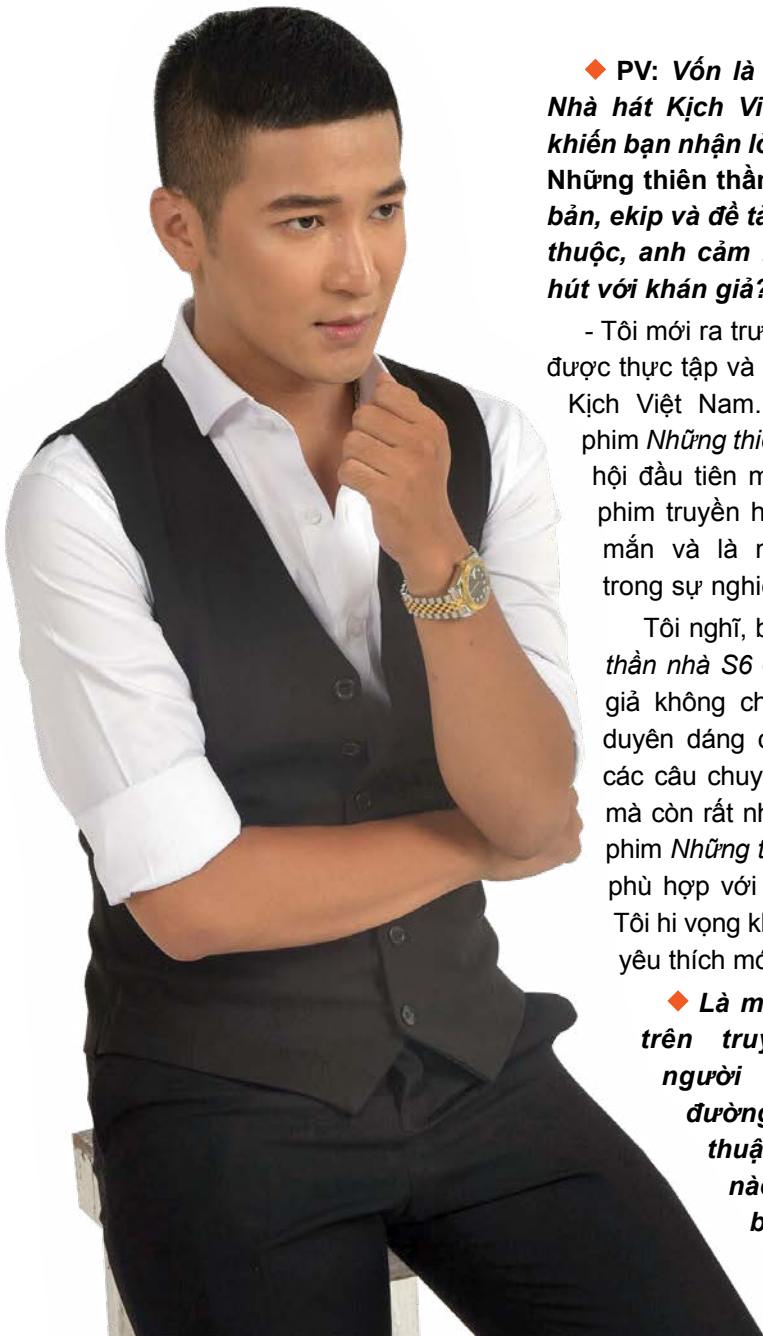 ◆ PV: Vốn là
Nhà hát Kịch Vi
khiến bạn nhận lờ
Những thiên thần
bản, ekip và đề tà
thuộc, anh cảm
hút với khán giả?
- Tôi mới ra trư
được thực tập và
Kịch Việt Nam.
phim Những thiê
hội đầu tiên m
phim truyền h
mắn và là n
trong sự nghiệ
Tôi nghĩ, b
thần nhà S6
giả không ch
duyên dáng c
các câu chuy
mà còn rất nh
phim Những t
phù hợp với
Tôi hi vọng k
yêu thích mớ
◆ Là m
trên truy
người
đường
thuậ
nào
b